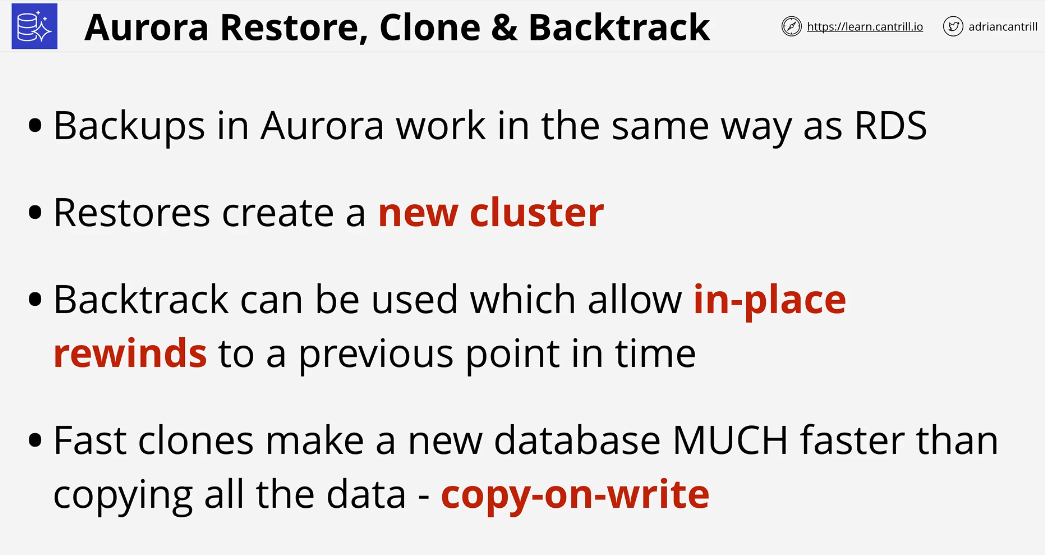 Aurora Restore, Clone & Backtrack
https://learn.cantrill.io
adriancantrill
• Backups in Aurora work in the same way as RDS
• Restores create a new cluster
• Backtrack can be used which allow in-place
rewinds to a previous point in time
• Fast clones make a new database MUCH faster than
copying all the data - copy-on-write